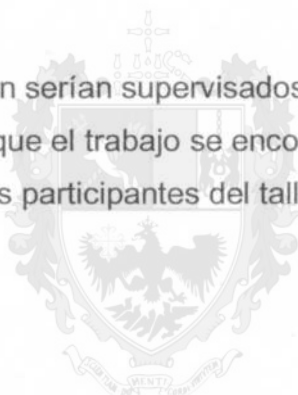 n serían supervisados
que el trabajo se enco
s participantes del tall